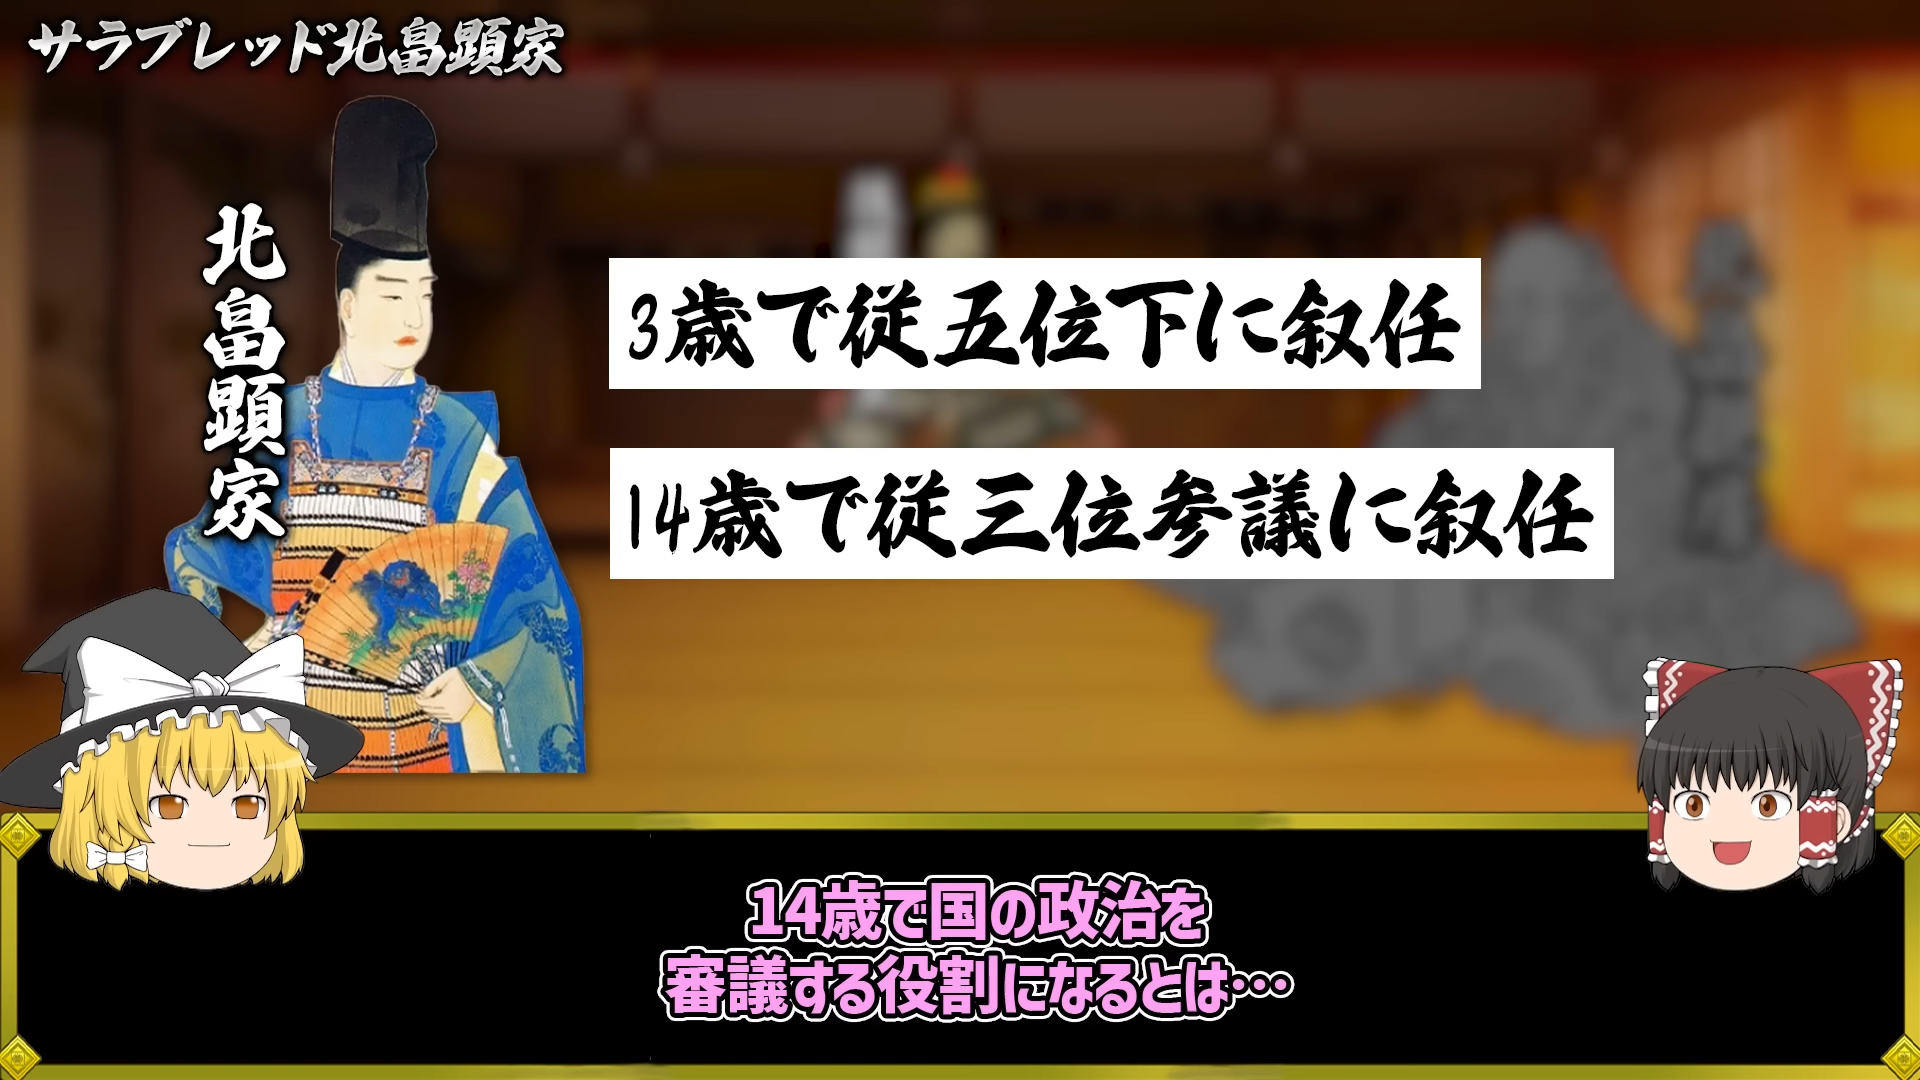 サラブレッド北畠顕家
北畠顕家
3歳で従五位下に叙任
14歳で従三位参議に叙任
14歳で国の政治を
審議する役割になるとは…